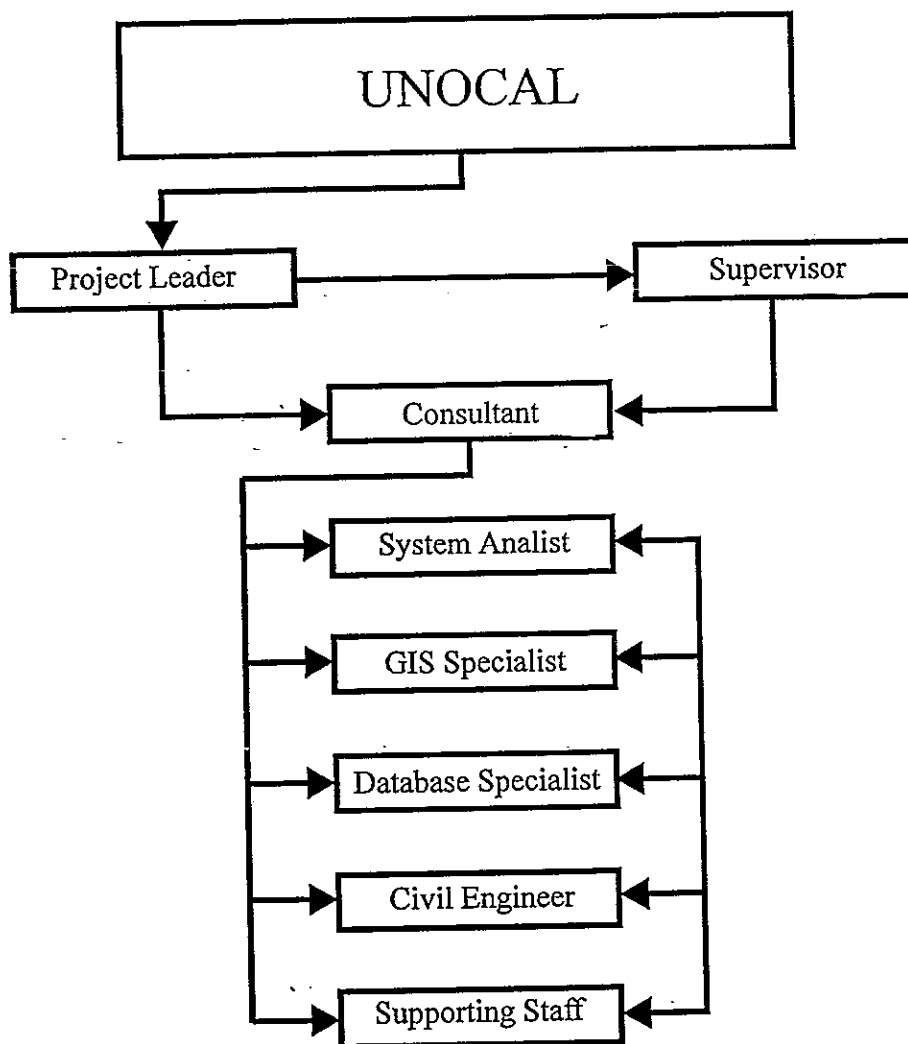 UNOCAL
Project Leader
Supervisor
Consultant
System Analist
GIS Specialist
Database Specialist
Civil Engineer
Supporting Staff